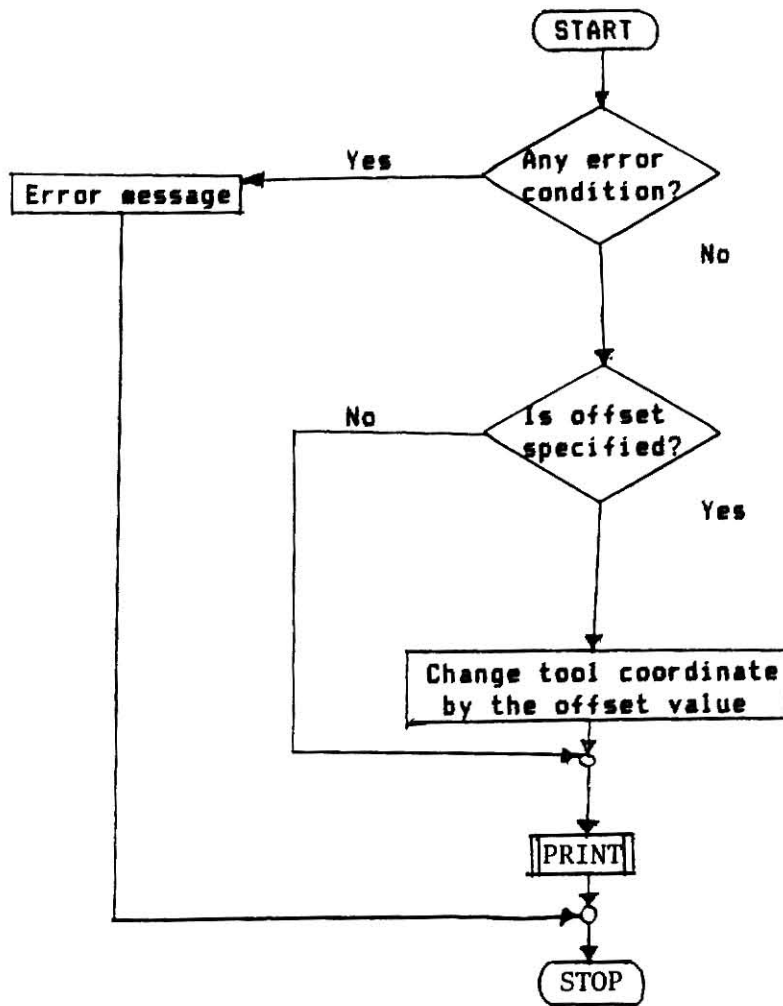 START
Any error
condition?
Yes
Error message
No
Is offset
specified?
No
Yes
Change tool coordinate
by the offset value
PRINT
STOP